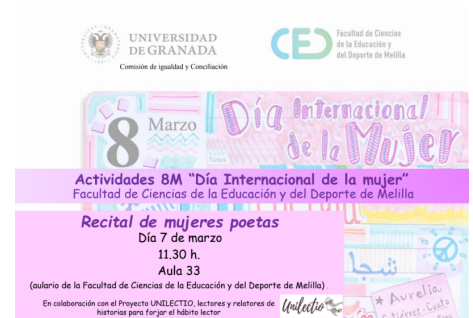 UNIVERSIDAD
DE GRANADA
Comisión de igualdad y Conciliación
CED
Facultad de Ciencias
de la Educación y
del Deporte de Melilla
8 Marzo
Día Internacional
de la Mujer
Notas
Actividades 8M “Día Internacional de la mujer”
Facultad de Ciencias de la Educación y del Deporte de Melilla
Recital de mujeres poetas
Día 7 de marzo
11.30 h.
Aula 33
(aulario de la Facultad de Ciencias de la Educación y del Deporte de Melilla).
En colaboración con el Proyecto UNILECTIO, lectores y relatores de
historias para forjar el hábito lector
Unilectio
Aurelia